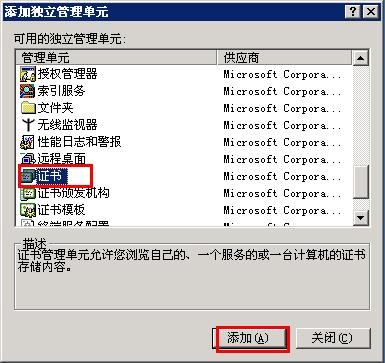 添加独立管理单元
可用的独立管理单元:
管理单元 供应商
授权管理器 Microsoft Corpora...
索引服务 Microsoft Corpora...
文件夹 Microsoft Corpora...
无线监视器 Microsoft Corpora...
性能日志和警报 Microsoft Corpora...
远程桌面 Microsoft Corpora...
证书 Microsoft Corpora...
证书颁发机构 Microsoft Corpora...
证书模板 Microsoft Corpora...
终端服务配置 Microsoft Corpora...
描述
证书管理单元允许您浏览自己的、一个服务的或一台计算机的证书
存储内容。
添加(A) 关闭(C)